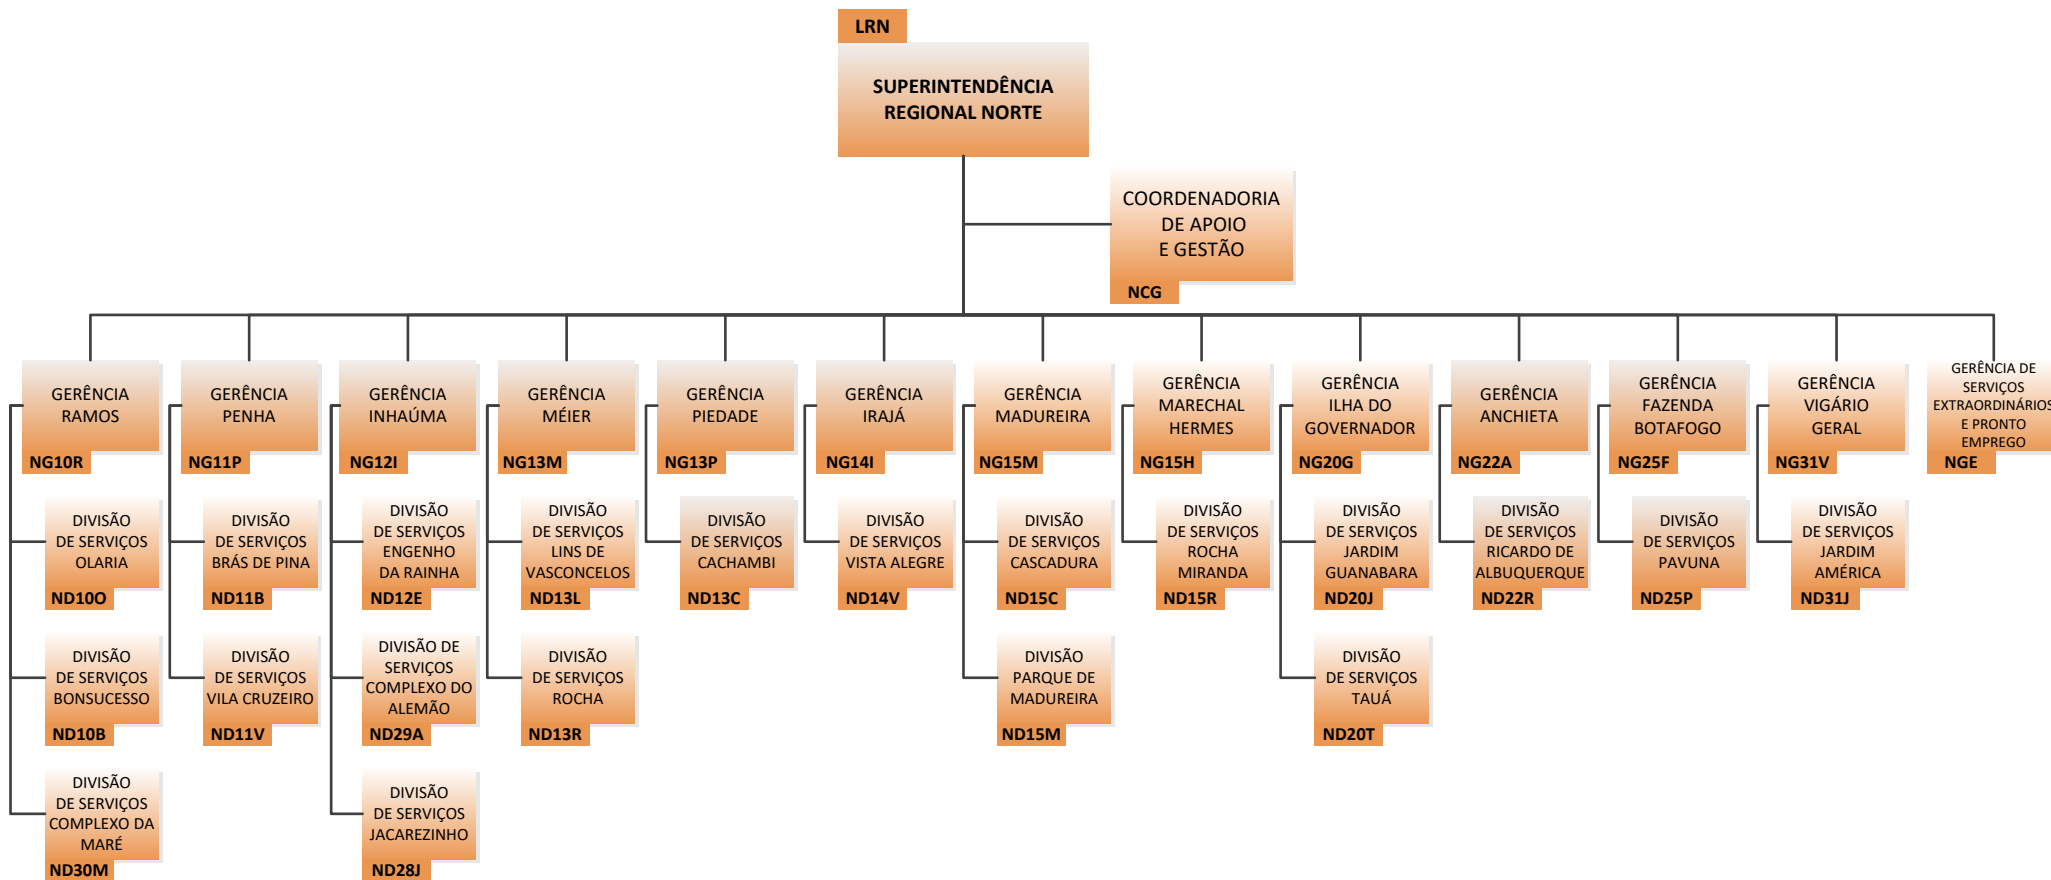 LRN
SUPERINTENDÊNCIA
REGIONAL NORTE
COORDENADORIA
DE APOIO
E GESTÃO
NCG
GERÊNCIA
RAMOS
NG10R
GERÊNCIA
PENHA
NG11P
GERÊNCIA
INHAÚMA
NG12I
GERÊNCIA
MÉIER
NG13M
GERÊNCIA
PIEDADE
NG13P
GERÊNCIA
IRAJÁ
NG14I
GERÊNCIA
MADUREIRA
NG15M
GERÊNCIA
MARECHAL
HERMES
NG15H
GERÊNCIA
ILHA DO
GOVERNADOR
NG20G
GERÊNCIA
ANCHIETA
NG22A
GERÊNCIA
FAZENDA
BOTAFOGO
NG25F
GERÊNCIA
VIGÁRIO
GERAL
NG31V
GERÊNCIA DE
SERVIÇOS
EXTRAORDINÁRIOS
E PRONTO
EMPREGO
NGE
DIVISÃO
DE SERVIÇOS
OLARIA
ND10O
DIVISÃO
DE SERVIÇOS
BRÁS DE PINA
ND11B
DIVISÃO
DE SERVIÇOS
ENGENHO
DA RAINHA
ND12E
DIVISÃO
DE SERVIÇOS
LINS DE
VASCONCELOS
ND13L
DIVISÃO
DE SERVIÇOS
CACHAMBI
ND13C
DIVISÃO
DE SERVIÇOS
VISTA ALEGRE
ND14V
DIVISÃO
DE SERVIÇOS
CASCADURA
ND15C
DIVISÃO
DE SERVIÇOS
ROCHA
MIRANDA
ND15R
DIVISÃO
DE SERVIÇOS
JARDIM
GUANABARA
ND20J
DIVISÃO
DE SERVIÇOS
RICARDO DE
ALBUQUERQUE
ND22R
DIVISÃO
DE SERVIÇOS
PAVUNA
ND25P
DIVISÃO
DE SERVIÇOS
JARDIM
AMÉRICA
ND31J
DIVISÃO
DE SERVIÇOS
BONSUCESSO
ND10B
DIVISÃO
DE SERVIÇOS
VILA CRUZEIRO
ND11V
DIVISÃO DE
SERVIÇOS
COMPLEXO DO
ALEMÃO
ND29A
DIVISÃO
DE SERVIÇOS
ROCHA
ND13R
DIVISÃO
PARQUE DE
MADUREIRA
ND15M
DIVISÃO
DE SERVIÇOS
TAUÁ
ND20T
DIVISÃO
DE SERVIÇOS
COMPLEXO DA
MARÉ
ND30M
DIVISÃO
DE SERVIÇOS
JACAREZINHO
ND28J